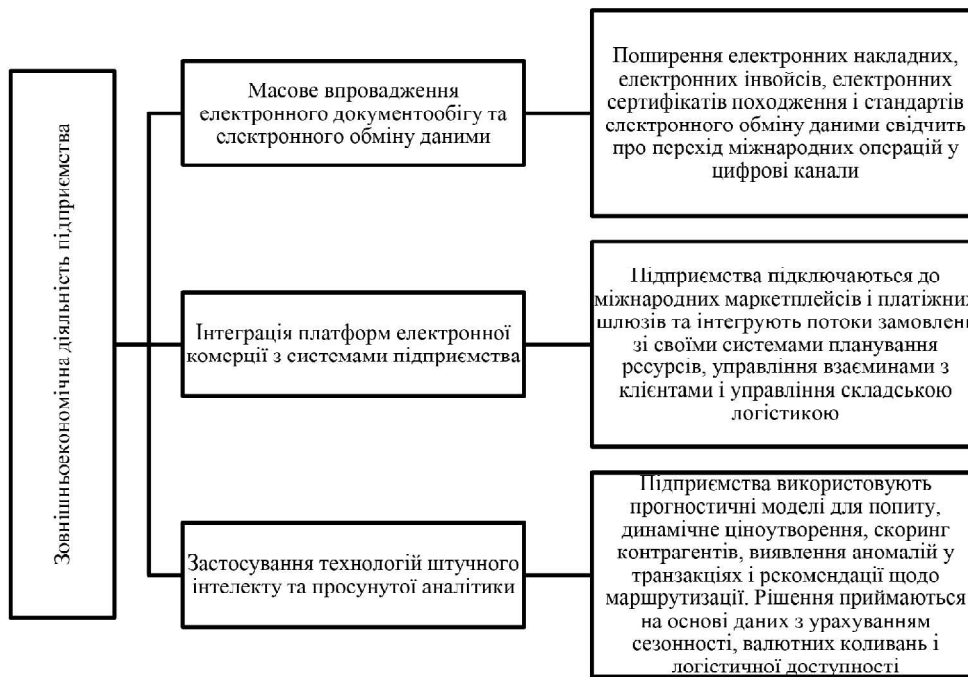 Зовнішньоекономічна діяльність підприємства
Масове впровадження
електронного документообігу та
електронного обміну даними
Поширення електронних накладних,
електронних інвойсів, електронних
сертифікатів походження і стандартів
електронного обміну даними свідчить
про перехід міжнародних операцій у
цифрові канали
Інтеграція платформ електронної
комерції з системами підприємства
Підприємства підключаються до
міжнародних маркетплейсів і платіжних
шлюзів та інтегрують потоки замовлень
зі своїми системами планування
ресурсів, управління взаєминами з
клієнтами і управління складською
логістикою
Застосування технологій штучного
інтелекту та просунутої аналітики
Підприємства використовують
прогностичні моделі для попиту,
динамічне ціноутворення, скоринг
контрагентів, виявлення аномалій у
транзакціях і рекомендації щодо
маршрутизації. Рішення приймаються
на основі даних з урахуванням
сезонності, валютних коливань і
логістичної доступності